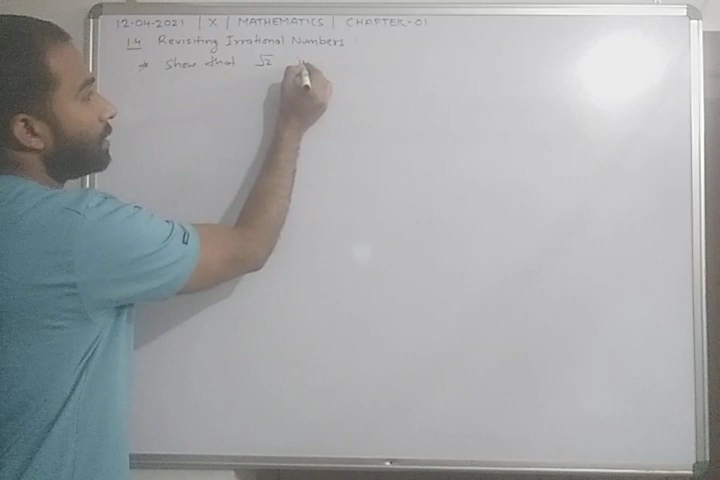 12-04-2021 | X | MATHEMATICS | CHAPTER-01
1.4 Revisiting Irrational Numbers
* Show that √2